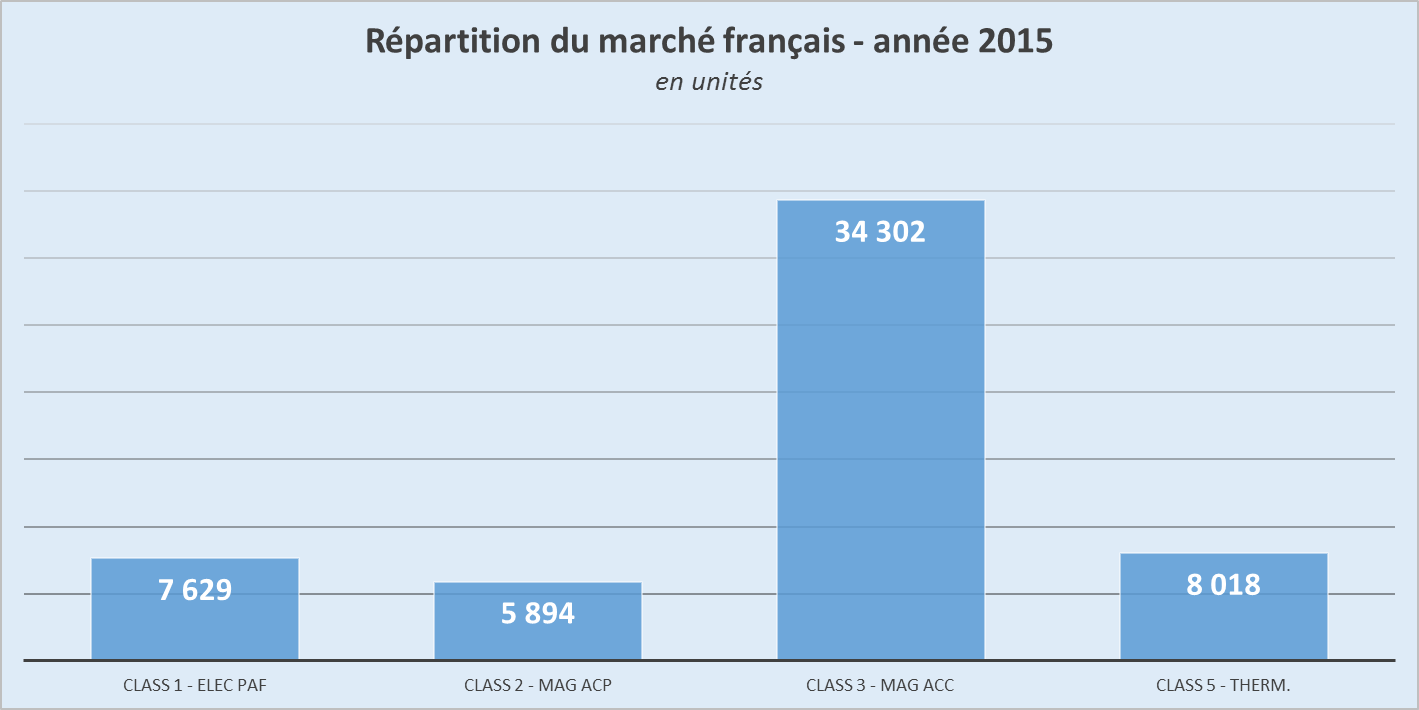 Répartition du marché français - année 2015
en unités
34 302
7 629
5 894
8 018
CLASS 1 - ELEC PAF
CLASS 2 - MAG ACP
CLASS 3 - MAG ACC
CLASS 5 - THERM.